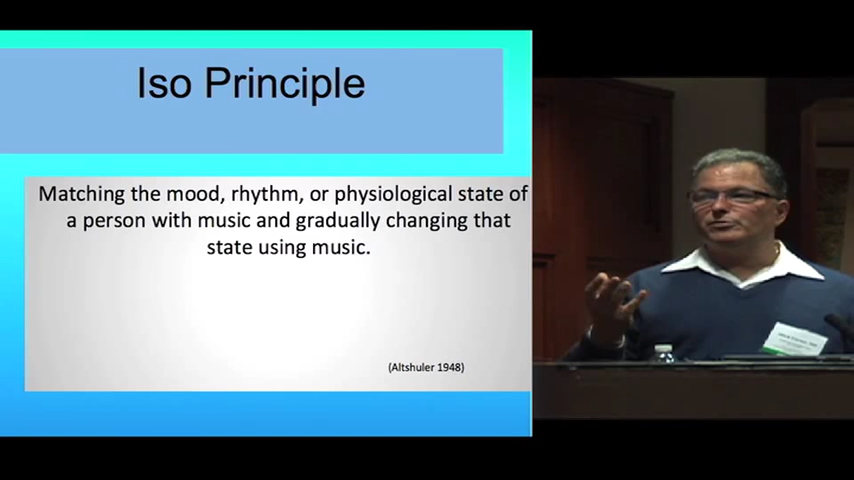 Iso Principle
Matching the mood, rhythm, or physiological state of
a person with music and gradually changing that
state using music.
(Altshuler 1948)